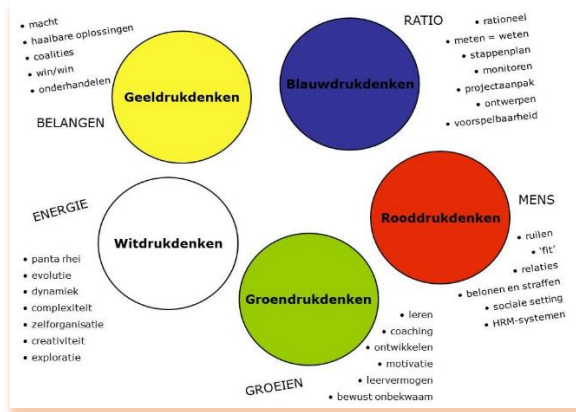 • macht
• haalbare oplossingen
• coalities
• win/win
• onderhandelen
BELANGEN
Geeldrukdenken
RATIO
• rationeel
• meten = weten
• stappenplan
• monitoren
• projectaanpak
• ontwerpen
• voorspelbaarheid
Blauwdrukdenken
MENS
Rooddrukdenken
• ruilen
• 'fit'
• relaties
• belonen en straffen
• sociale setting
• HRM-systemen
ENERGIE
Witdrukdenken
• panta rhei
• evolutie
• dynamiek
• complexiteit
• zelforganisatie
• creativiteit
• exploratie
Groendrukdenken
GROEIEN
• leren
• coaching
• ontwikkelen
• motivatie
• leervermogen
• bewust onbekwaam